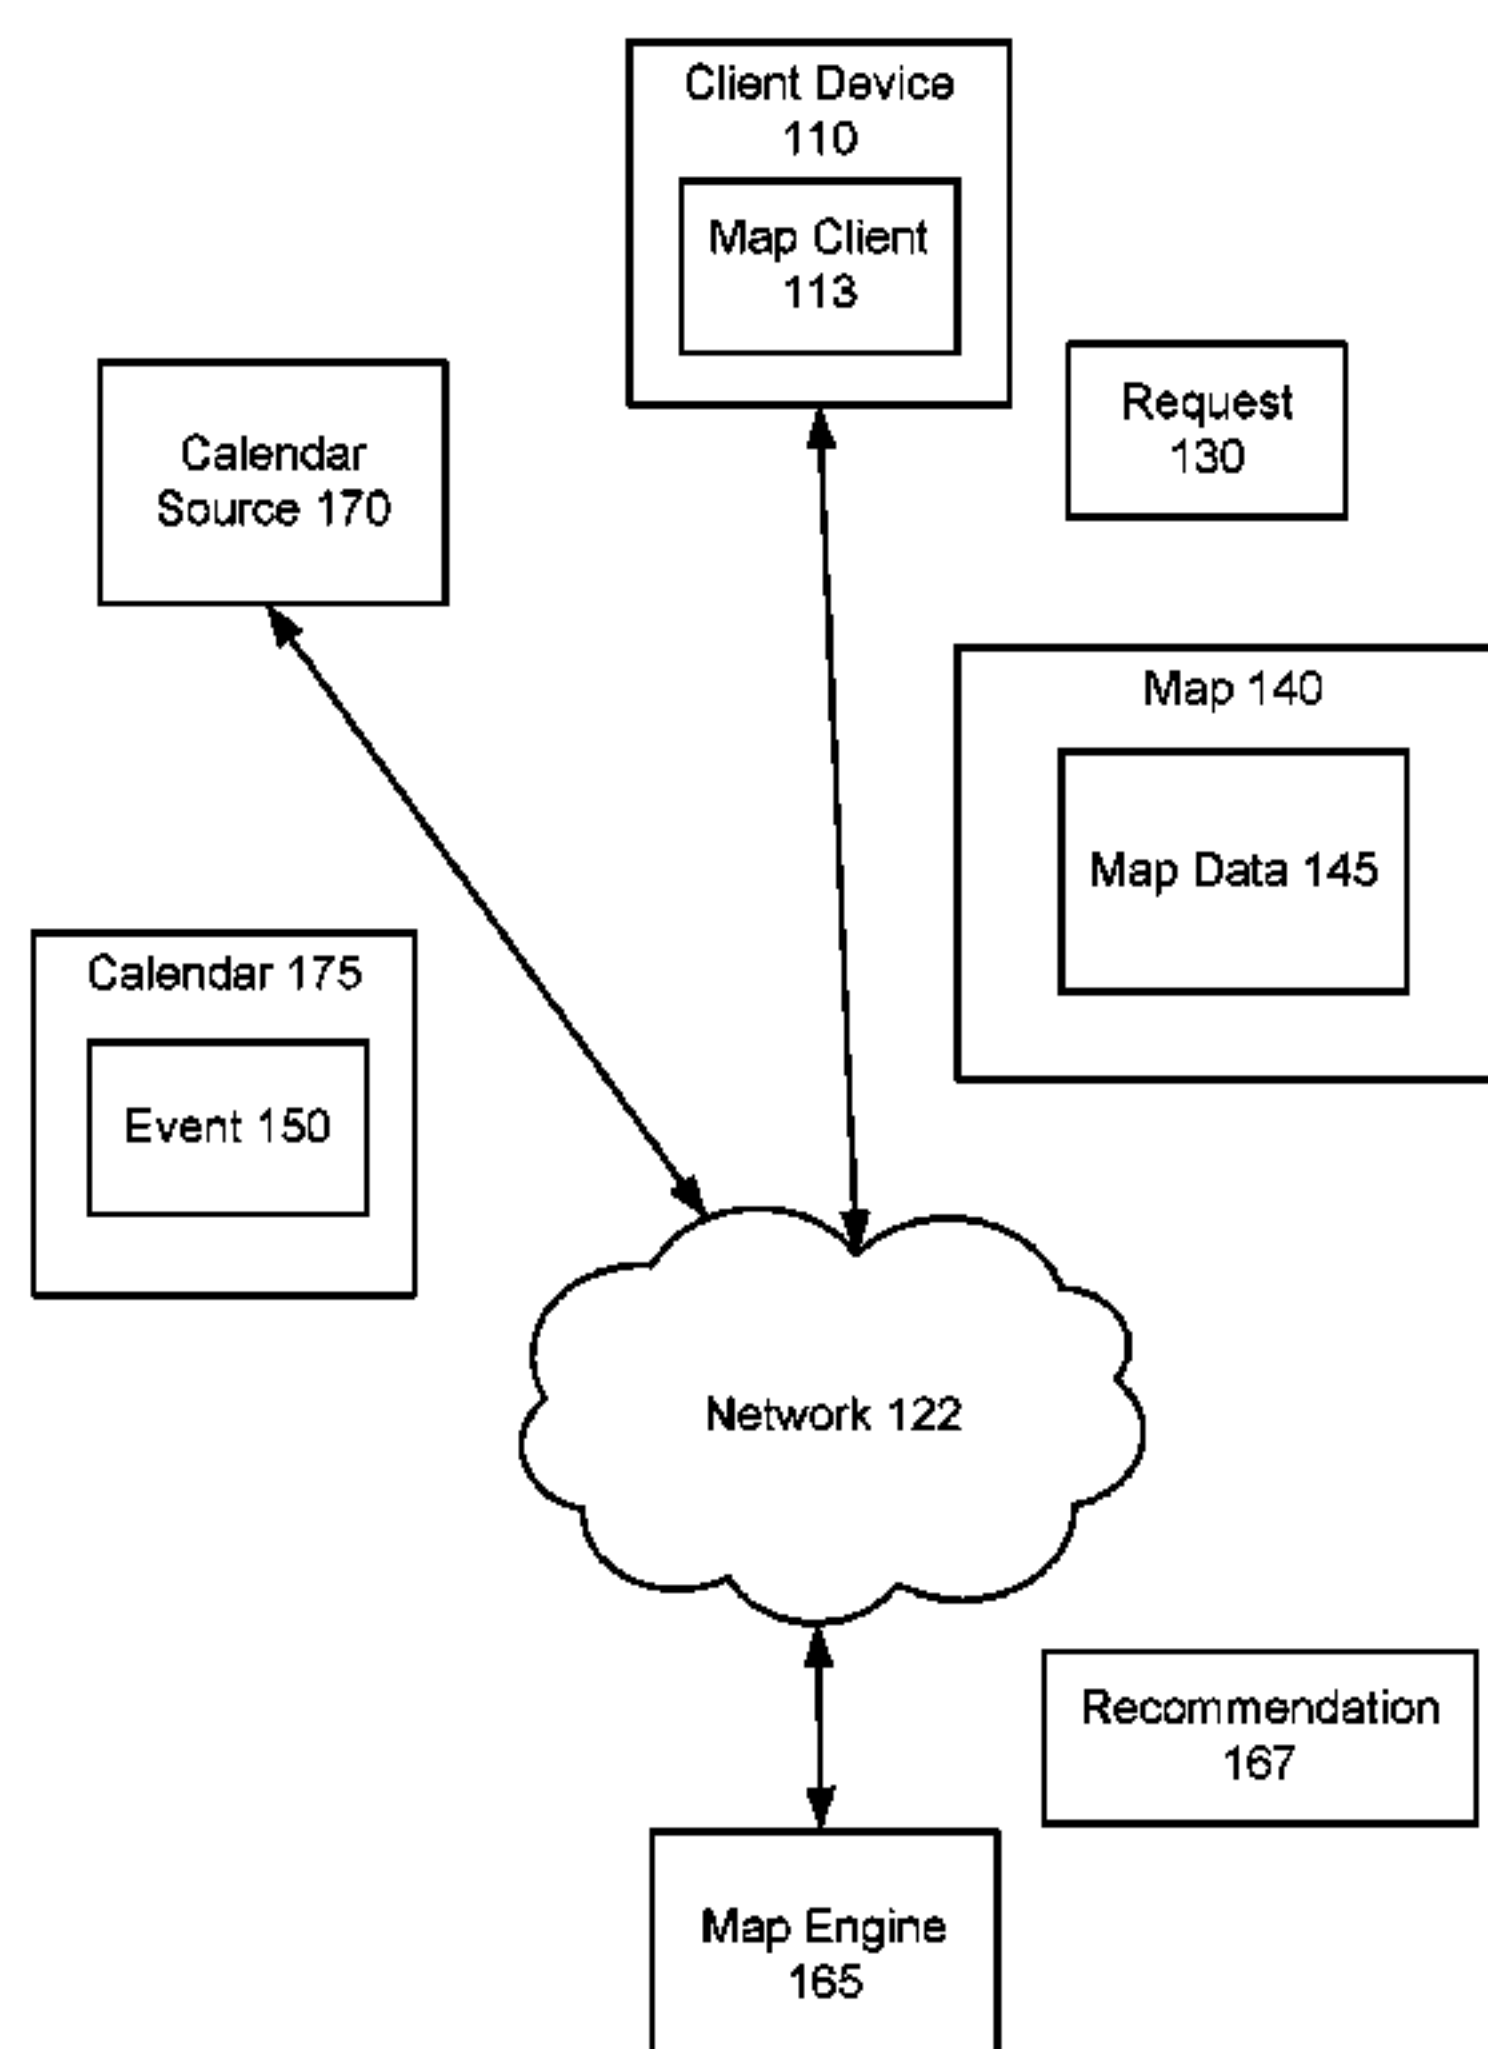 Client Device
110
Map Client
113
Request
130
Calendar
Source 170
Map 140
Map Data 145
Calendar 175
Event 150
Network 122
Recommendation
167
Map Engine
165